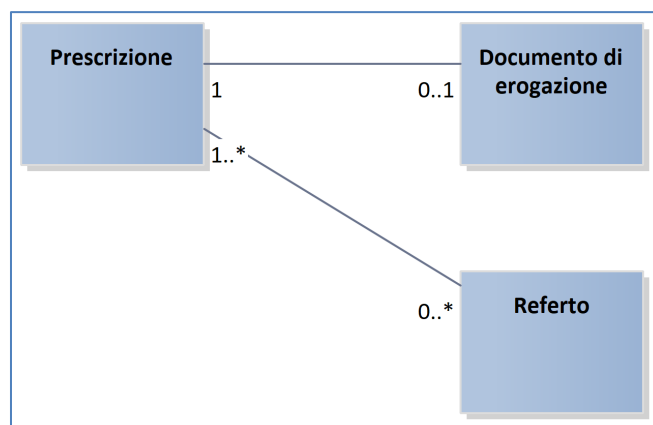 Prescrizione
Documento di
erogazione
1
0..1
1..*
0..*
Referto